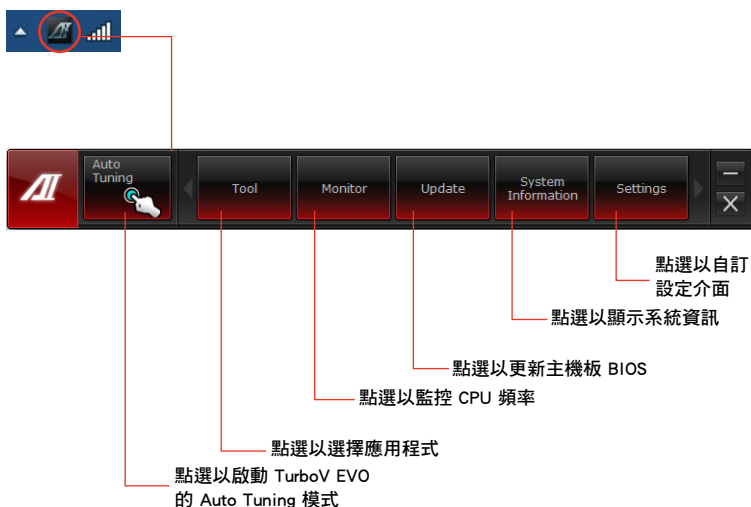 Auto
Tuning
Tool
Monitor
Update
System
Information
Settings
點選以自訂
設定介面
點選以顯示系統資訊
點選以更新主機板 BIOS
點選以監控 CPU 頻率
點選以選擇應用程式
點選以啟動 TurboV EVO
的 Auto Tuning 模式